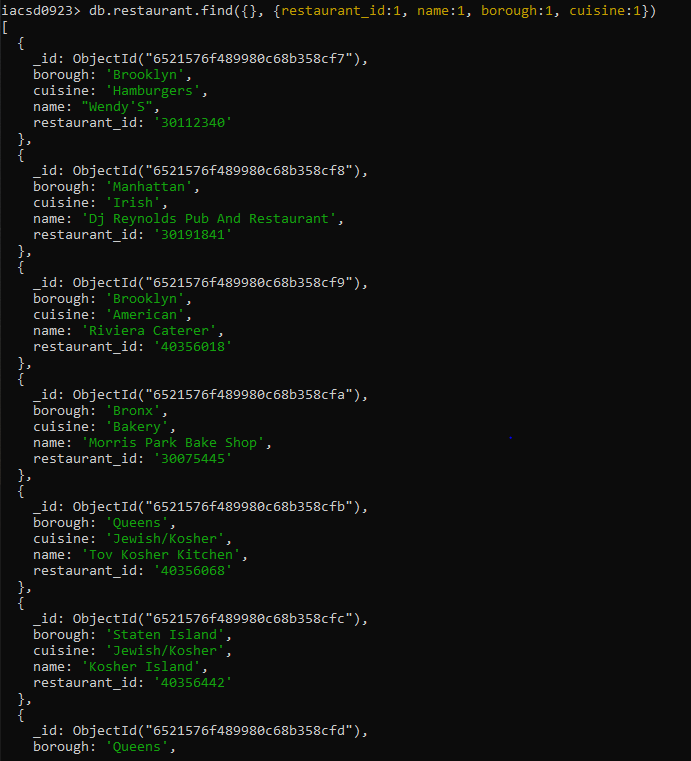 iacsd0923> db.restaurant.find({}, {restaurant_id:1, name:1, borough:1, cuisine:1})
[
  {
    _id: ObjectId("6521576f489980c68b358cf7"),
    borough: 'Brooklyn',
    cuisine: 'Hamburgers',
    name: "Wendy'S",
    restaurant_id: '30112340'
  },
  {
    _id: ObjectId("6521576f489980c68b358cf8"),
    borough: 'Manhattan',
    cuisine: 'Irish',
    name: 'Dj Reynolds Pub And Restaurant',
    restaurant_id: '30191841'
  },
  {
    _id: ObjectId("6521576f489980c68b358cf9"),
    borough: 'Brooklyn',
    cuisine: 'American',
    name: 'Riviera Caterer',
    restaurant_id: '40356018'
  },
  {
    _id: ObjectId("6521576f489980c68b358cfa"),
    borough: 'Bronx',
    cuisine: 'Bakery',
    name: 'Morris Park Bake Shop',
    restaurant_id: '30075445'
  },
  {
    _id: ObjectId("6521576f489980c68b358cfb"),
    borough: 'Queens',
    cuisine: 'Jewish/Kosher',
    name: 'Tov Kosher Kitchen',
    restaurant_id: '40356068'
  },
  {
    _id: ObjectId("6521576f489980c68b358cfc"),
    borough: 'Staten Island',
    cuisine: 'Jewish/Kosher',
    name: 'Kosher Island',
    restaurant_id: '40356442'
  },
  {
    _id: ObjectId("6521576f489980c68b358cfd"),
    borough: 'Queens',